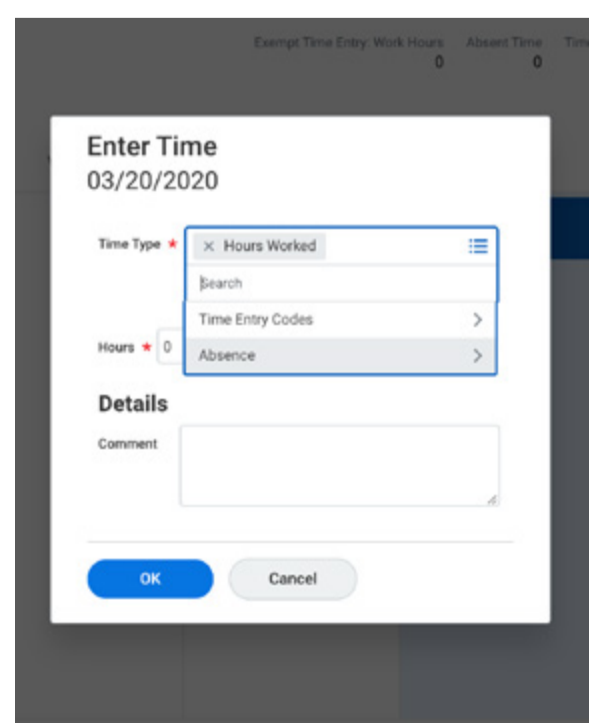 Exempt Time Entry: Work Hours Absent Time Time
0 0
Enter Time
03/20/2020
Time Type * × Hours Worked
Search
Time Entry Codes
Hours * 0
Absence
Details
Comment
OK Cancel